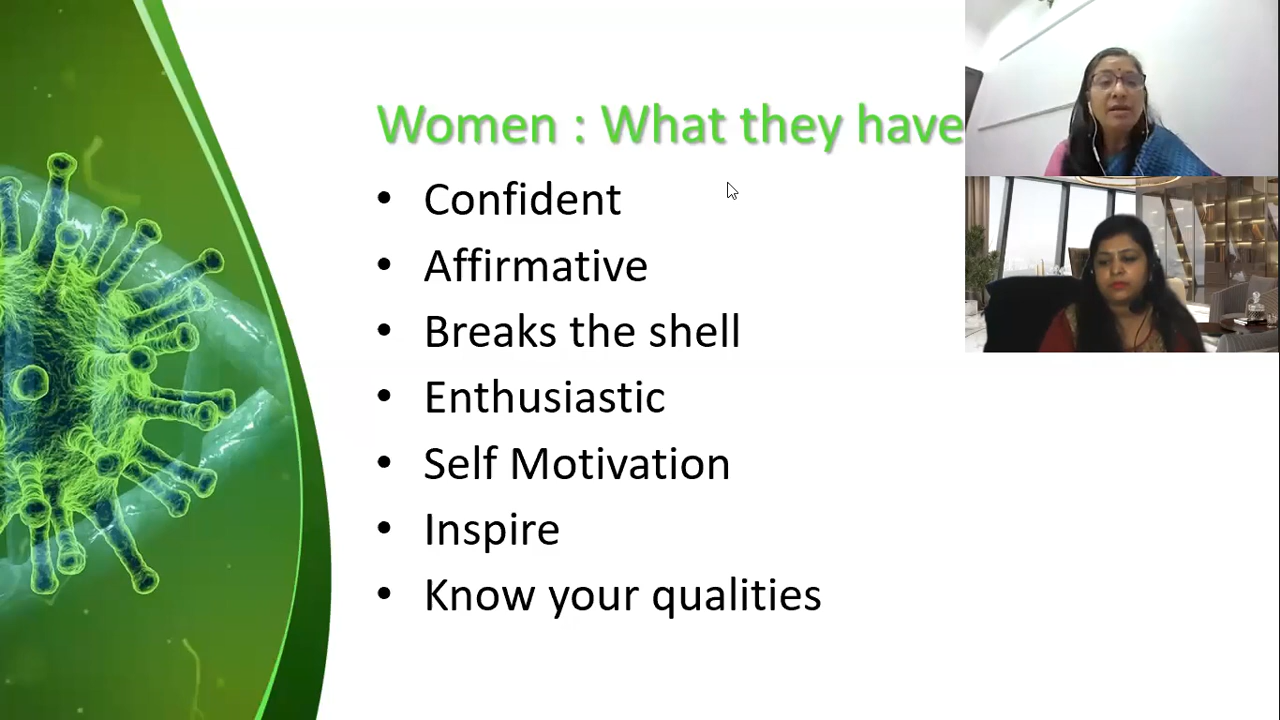 Women : What they have
Confident
Affirmative
Breaks the shell
Enthusiastic
Self Motivation
Inspire
Know your qualities